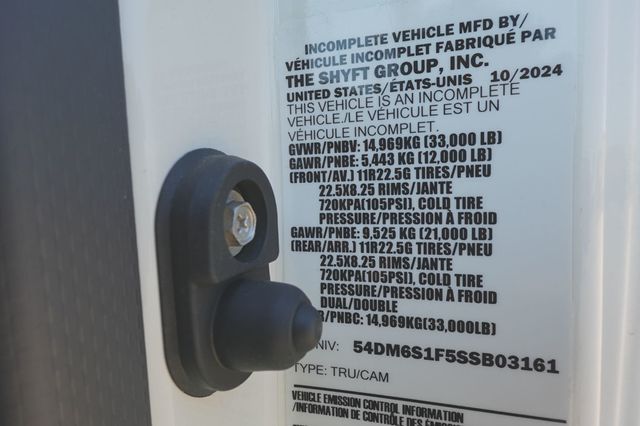 INCOMPLETE VEHICLE MFD BY/
VÉHICULE INCOMPLET FABRIQUÉ PAR
THE SHYFT GROUP, INC.
UNITED STATES/ÉTATS-UNIS 10/2024
THIS VEHICLE IS AN INCOMPLETE
VEHICLE./LE VÉHICULE EST UN
VÉHICULE INCOMPLET.
GVWR/PNBV: 14,969KG (33,000 LB)
GAWR/PNBE: 5,443 KG (12,000 LB)
(FRONT/AV.) 11R22.5G TIRES/PNEU
22.5X8.25 RIMS/JANTE
720KPA(105PSI), COLD TIRE
PRESSURE/PRESSION À FROID
GAWR/PNBE: 9,525 KG (21,000 LB)
(REAR/ARR.) 11R22.5G TIRES/PNEU
22.5X8.25 RIMS/JANTE
720KPA(105PSI), COLD TIRE
PRESSURE/PRESSION À FROID
DUAL/DOUBLE
/PNBC: 14,969KG(33,000LB)
NIV: 54DM6S1F5SSB03161
TYPE: TRU/CAM
VEHICLE EMISSION CONTROL INFORMATION
/INFORMATION DE CONTRÔLE DES